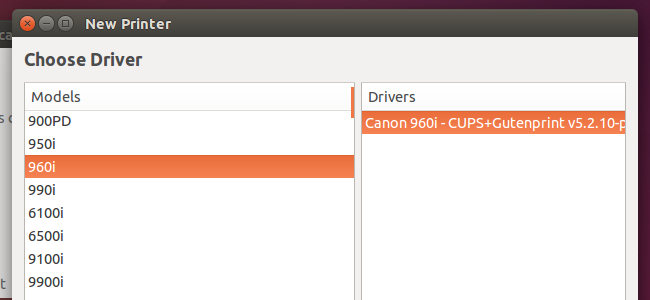 New Printer
Choose Driver
Models
900PD
950i
960i
990i
6100i
6500i
9100i
9900i
Drivers
Canon 960i - CUPS+Gutenprint v5.2.10-p